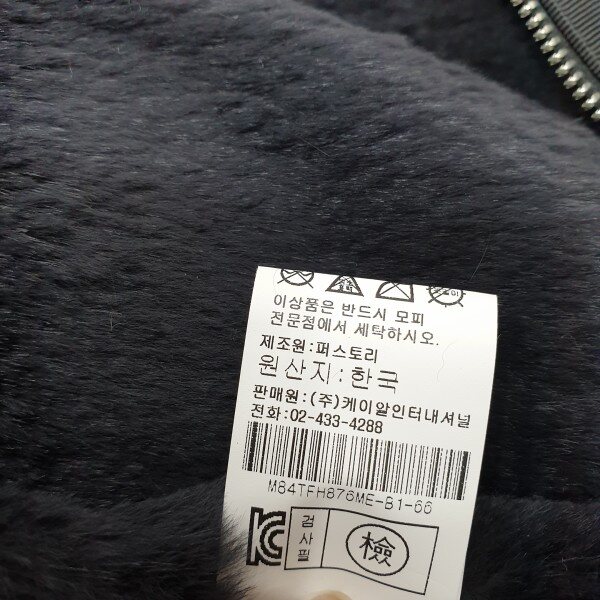 이상품은 반드시 모피
전문점에서 세탁하시오.
제조원:퍼스토리
원산지:한국
판매원:(주)케이알인터내셔널
전화:02-433-4288
M84TFH876ME-B1-66
검사필
檢